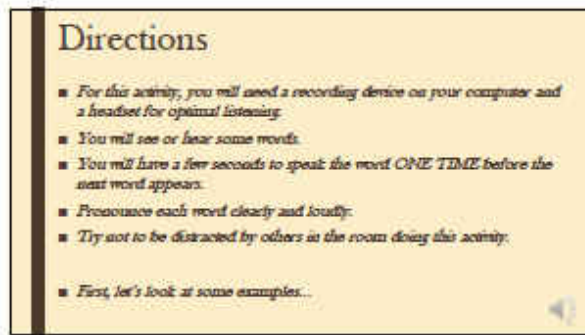 Directions
■ For this activity, you will need a recording device on your computer and
a headset for optimal listening.
■ You will see or hear some words.
■ You will have a few seconds to speak the word ONE TIME before the
next word appears.
■ Pronounce each word clearly and loudly.
■ Try not to be distracted by others in the room doing this activity.
■ First, let's look at some examples...